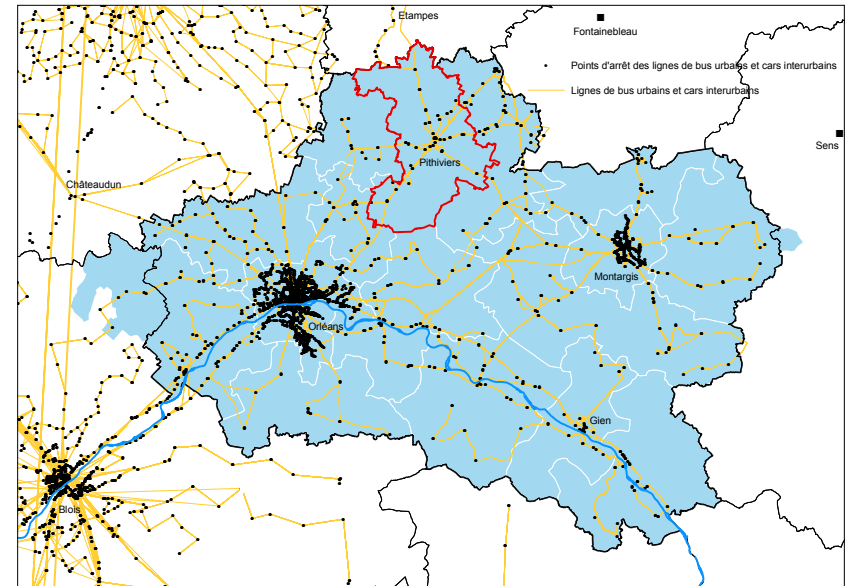 Etampes
Fontainebleau
Points d'arrêt des lignes de bus urbains et cars interurbains
Lignes de bus urbains et cars interurbains
Sens
Pithiviers
Châteaudun
Montargis
Orléans
Gien
Blois